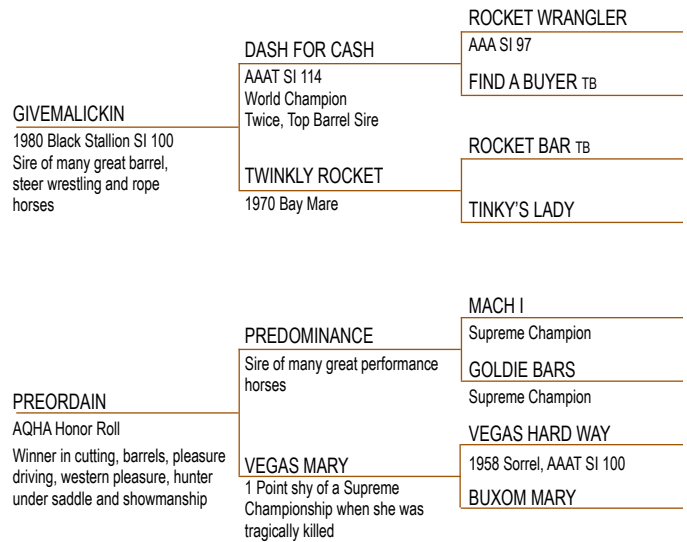 ROCKET WRANGLER
AAA SI 97
DASH FOR CASH
AAAT SI 114
World Champion
Twice, Top Barrel Sire
FIND A BUYER TB
GIVEMALICKIN
1980 Black Stallion SI 100
Sire of many great barrel,
steer wrestling and rope
horses
ROCKET BAR TB
TWINKLY ROCKET
1970 Bay Mare
TINKY'S LADY
MACH I
Supreme Champion
PREDOMINANCE
Sire of many great performance
horses
GOLDIE BARS
Supreme Champion
PREORDAIN
AQHA Honor Roll
Winner in cutting, barrels, pleasure
driving, western pleasure, hunter
under saddle and showmanship
VEGAS HARD WAY
1958 Sorrel, AAAT SI 100
VEGAS MARY
1 Point shy of a Supreme
Championship when she was
tragically killed
BUXOM MARY